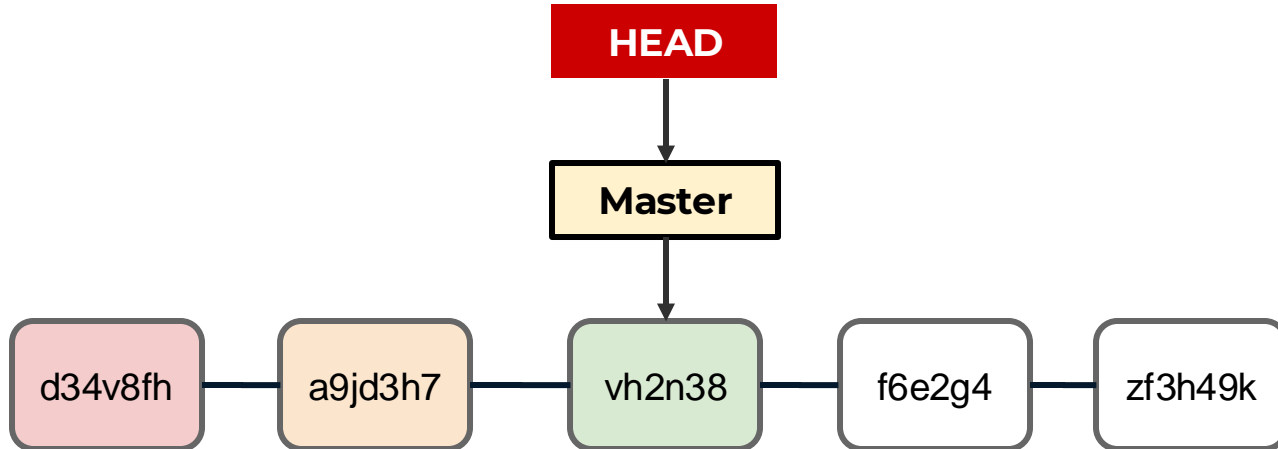 HEAD
Master
d34v8fh
a9jd3h7
vh2n38
f6e2g4
zf3h49k